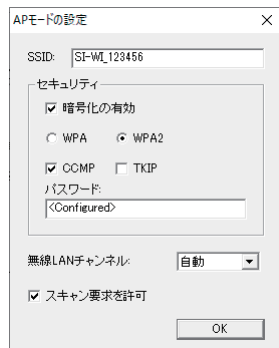 APモードの設定
SSID: SI-WI_123456
セキュリティ
暗号化の有効
WPA WPA2
CCMP TKIP
パスワード:
<Configured>
無線LANチャンネル: 自動
スキャン要求を許可
OK